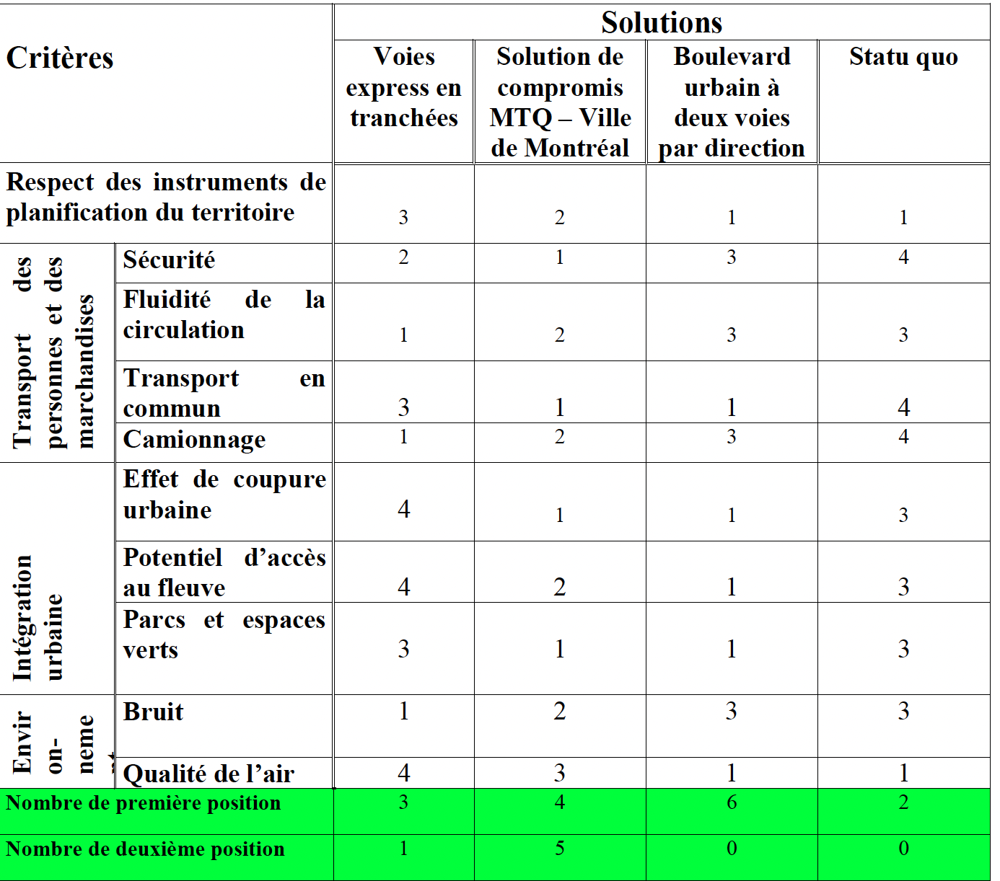 Critères
Solutions
Voies
express en
tranchées
Solution de
compromis
MTQ – Ville
de Montréal
Boulevard
urbain à
deux voies
par direction
Statu quo
Respect des instruments de
planification du territoire
3 2 1 1
Transport des
personnes et des
marchandises
Sécurité 2 1 3 4
Fluidité de la
circulation 1 2 3 3
Transport en
commun 3 1 1 4
Camionnage 1 2 3 4
Intégration
urbaine
Effet de coupure
urbaine 4 1 1 3
Potentiel d’accès
au fleuve 4 2 1 3
Parcs et espaces
verts 3 1 1 3
Envir
on-
neme
Bruit 1 2 3 3
Qualité de l’air 4 3 1 1
Nombre de première position 3 4 6 2
Nombre de deuxième position 1 5 0 0